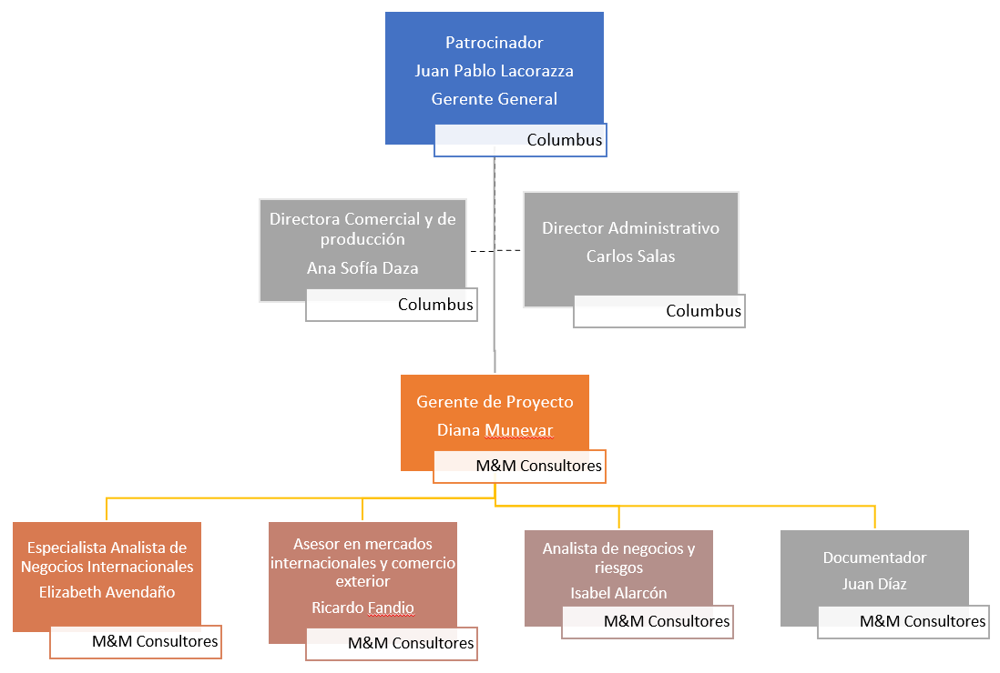 Patrocinador
Juan Pablo Lacorazza
Gerente General
Columbus
Directora Comercial y de
producción
Ana Sofía Daza
Columbus
Director Administrativo
Carlos Salas
Columbus
Gerente de Proyecto
Diana Munevar
M&M Consultores
Especialista Analista de
Negocios Internacionales
Elizabeth Avendaño
M&M Consultores
Asesor en mercados
internacionales y comercio
exterior
Ricardo Fandio
M&M Consultores
Analista de negocios y
riesgos
Isabel Alarcón
M&M Consultores
Documentador
Juan Díaz
M&M Consultores